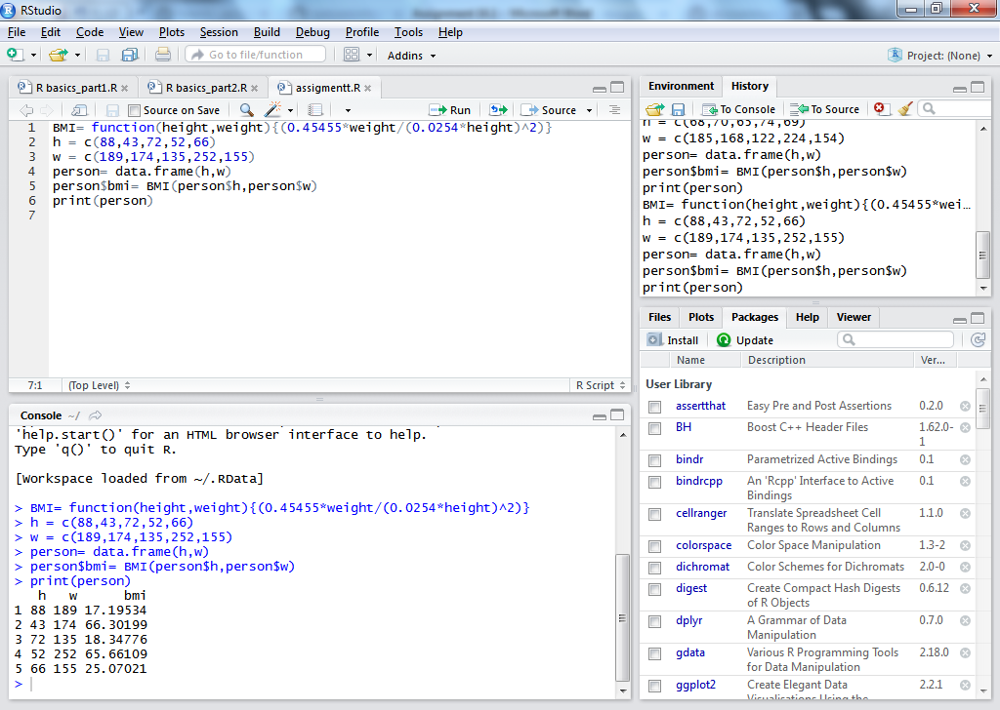 RStudio
File Edit Code View Plots Session Build Debug Profile Tools Help
Go to file/function Addins Project: (None)
R basics_part1.R R basics_part2.R assigmentt.R
Source on Save Run Source
1 BMI= function(height,weight){(0.45455*weight/(0.0254*height)^2)}
2 h = c(88,43,72,52,66)
3 w = c(189,174,135,252,155)
4 person= data.frame(h,w)
5 person$bmi= BMI(person$h,person$w)
6 print(person)
7
7:1 (Top Level) R Script
Console ~/
'help.start()' for an HTML browser interface to help.
Type 'q()' to quit R.
[Workspace loaded from ~/.RData]
> BMI= function(height,weight){(0.45455*weight/(0.0254*height)^2)}
> h = c(88,43,72,52,66)
> w = c(189,174,135,252,155)
> person= data.frame(h,w)
> person$bmi= BMI(person$h,person$w)
> print(person)
h w bmi
1 88 189 17.19534
2 43 174 66.30199
3 72 135 18.34776
4 52 252 65.66109
5 66 155 25.07021
>
Environment History
To Console To Source
h = c(68,70,65,74,69)
w = c(185,168,122,224,154)
person= data.frame(h,w)
person$bmi= BMI(person$h,person$w)
print(person)
BMI= function(height,weight){(0.45455*wei…
h = c(88,43,72,52,66)
w = c(189,174,135,252,155)
person= data.frame(h,w)
person$bmi= BMI(person$h,person$w)
print(person)
Files Plots Packages Help Viewer
Install Update
Name Description Ver...
User Library
assertthat Easy Pre and Post Assertions 0.2.0
BH Boost C++ Header Files 1.62.0-
1
bindr Parametrized Active Bindings 0.1
bindrcpp An 'Rcpp' Interface to Active 0.1
Bindings
cellranger Translate Spreadsheet Cell 1.1.0
Ranges to Rows and Columns
colorspace Color Space Manipulation 1.3-2
dichromat Color Schemes for Dichromats 2.0-0
digest Create Compact Hash Digests 0.6.12
of R Objects
dplyr A Grammar of Data 0.7.0
Manipulation
gdata Various R Programming Tools 2.18.0
for Data Manipulation
ggplot2 Create Elegant Data 2.2.1
Visualisations Using the